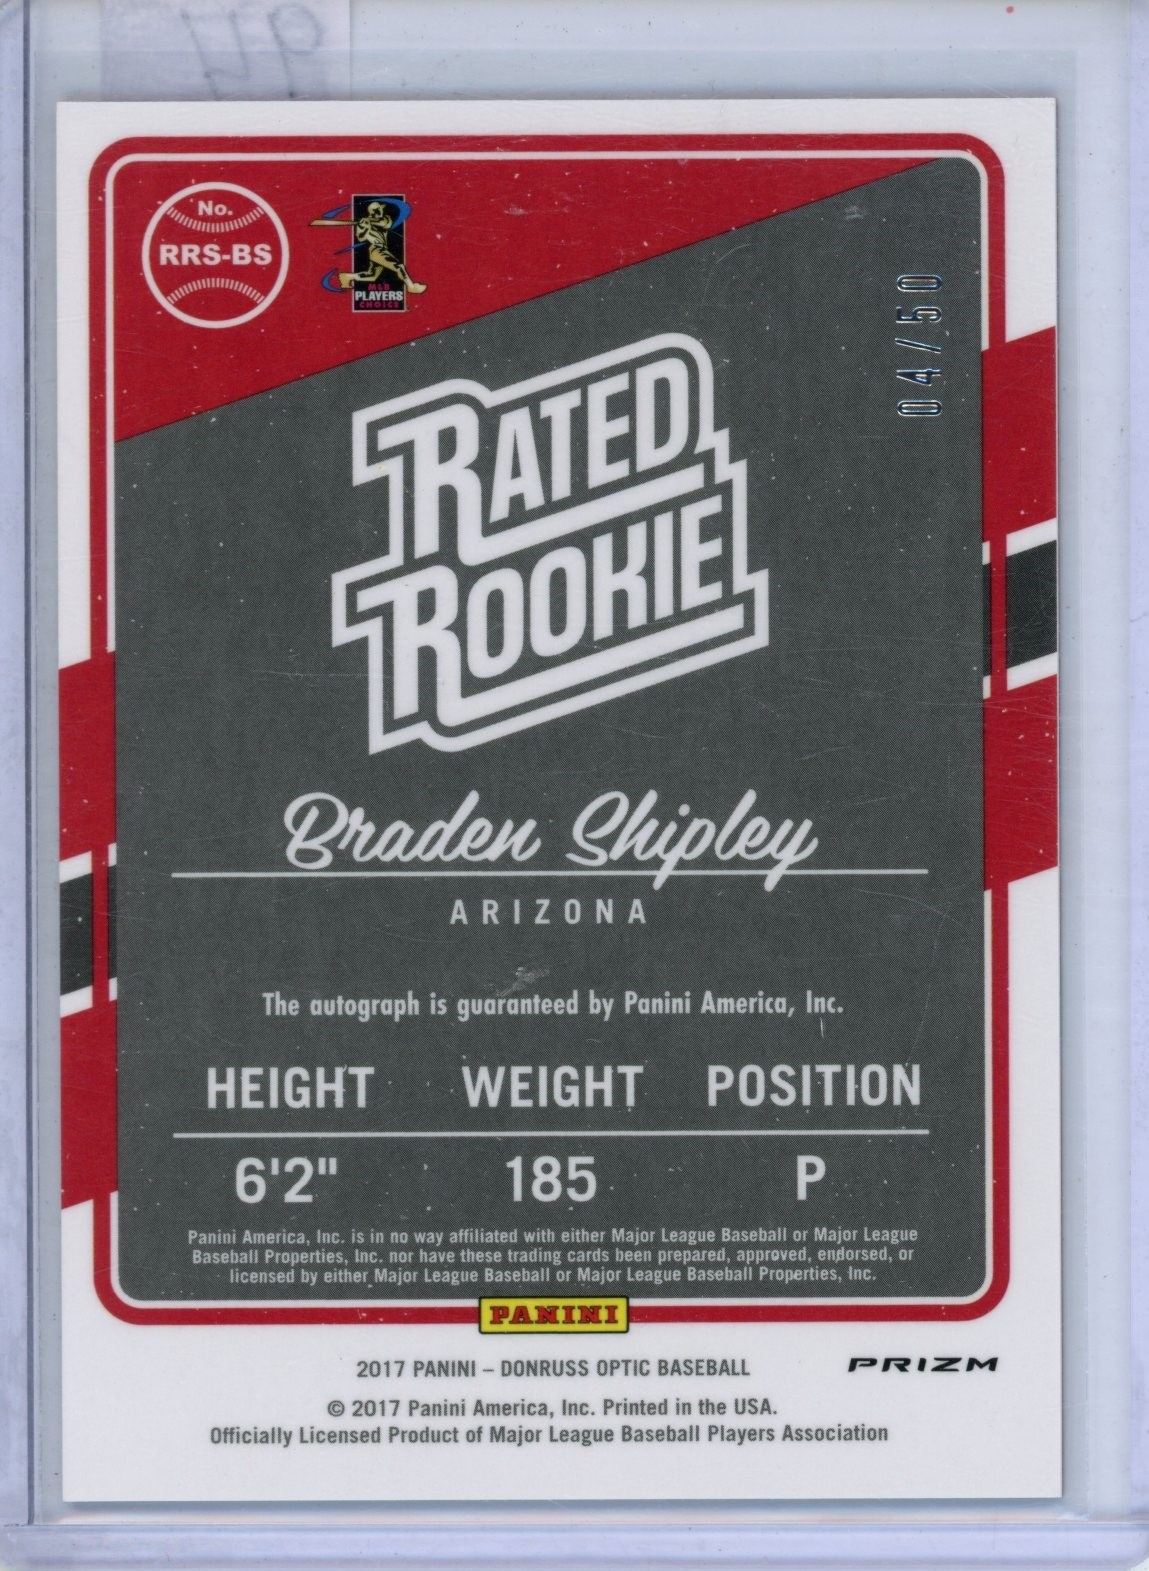 94
No.
RRS-BS
MLB
PLAYERS
CHOICE
04/50
RATED
ROOKIE
Braden Shipley
ARIZONA
The autograph is guaranteed by Panini America, Inc.
HEIGHT WEIGHT POSITION
6'2" 185 P
Panini America, Inc. is in no way affiliated with either Major League Baseball or Major League
Baseball Properties, Inc. nor have these trading cards been prepared, approved, endorsed, or
licensed by either Major League Baseball or Major League Baseball Properties, Inc.
PANINI
2017 PANINI – DONRUSS OPTIC BASEBALL
PRIZM
© 2017 Panini America, Inc. Printed in the USA.
Officially Licensed Product of Major League Baseball Players Association